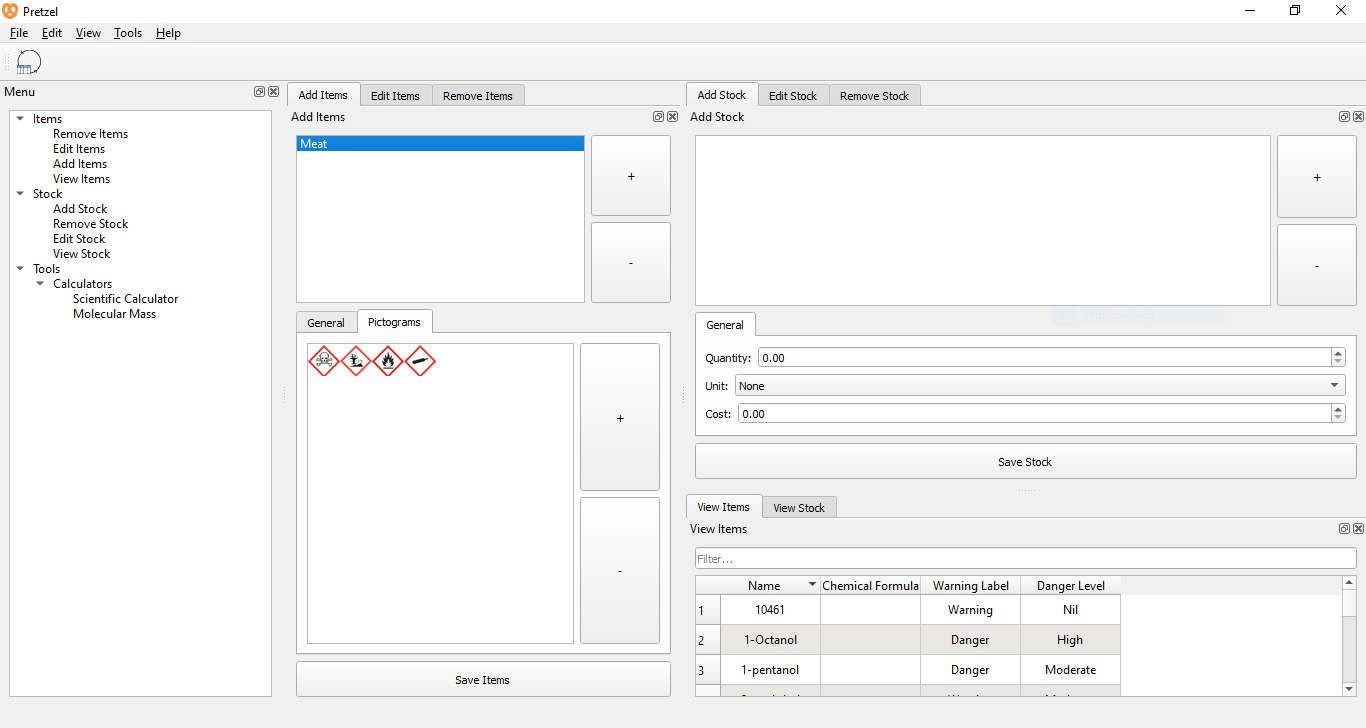 Pretzel
File Edit View Tools Help
Menu
Items
Remove Items
Edit Items
Add Items
View Items
Stock
Add Stock
Remove Stock
Edit Stock
View Stock
Tools
Calculators
Scientific Calculator
Molecular Mass
Add Items Edit Items Remove Items
Add Items
Meat
+
-
General Pictograms
+
-
Save Items
Add Stock Edit Stock Remove Stock
Add Stock
+
-
General
Quantity: 0.00
Unit: None
Cost: 0.00
Save Stock
View Items View Stock
View Items
Filter...
Name Chemical Formula Warning Label Danger Level
1 10461 Warning Nil
2 1-Octanol Danger High
3 1-pentanol Danger Moderate